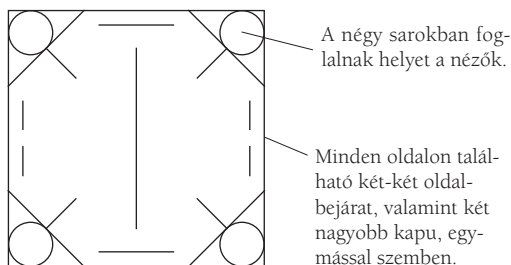 A négy sarokban fog-
lalnak helyet a nézők.
Minden oldalon talál-
ható két-két oldal-
bejárat, valamint két
nagyobb kapu, egy-
mással szemben.